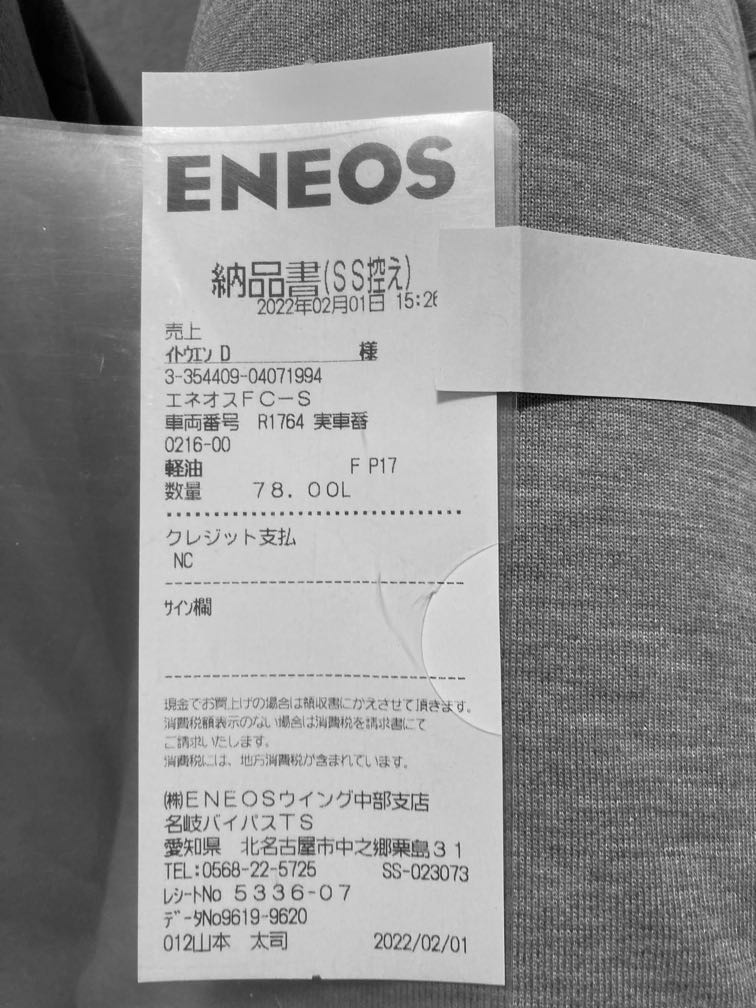 ENEOS
納品書(SS控え)
2022年02月01日 15:26
売上
イトウエン D 様
3-354409-04071994
エネオスFC-S
車両番号 R1764 実車番
0216-00
軽油 F P17
数量 78.00L
クレジット支払
NC
サイン欄
現金でお買上げの場合は領収書にかえさせて頂きます。
消費税額表示のない場合は消費税を請求書にて
ご請求いたします。
消費税には、地方消費税が含まれています。
(株)ENEOSウイング中部支店
名岐バイパスTS
愛知県 北名古屋市中之郷栗島31
TEL:0568-22-5725 SS-023073
レシートNo 5336-07
データNo9619-9620
012山本 太司 2022/02/01